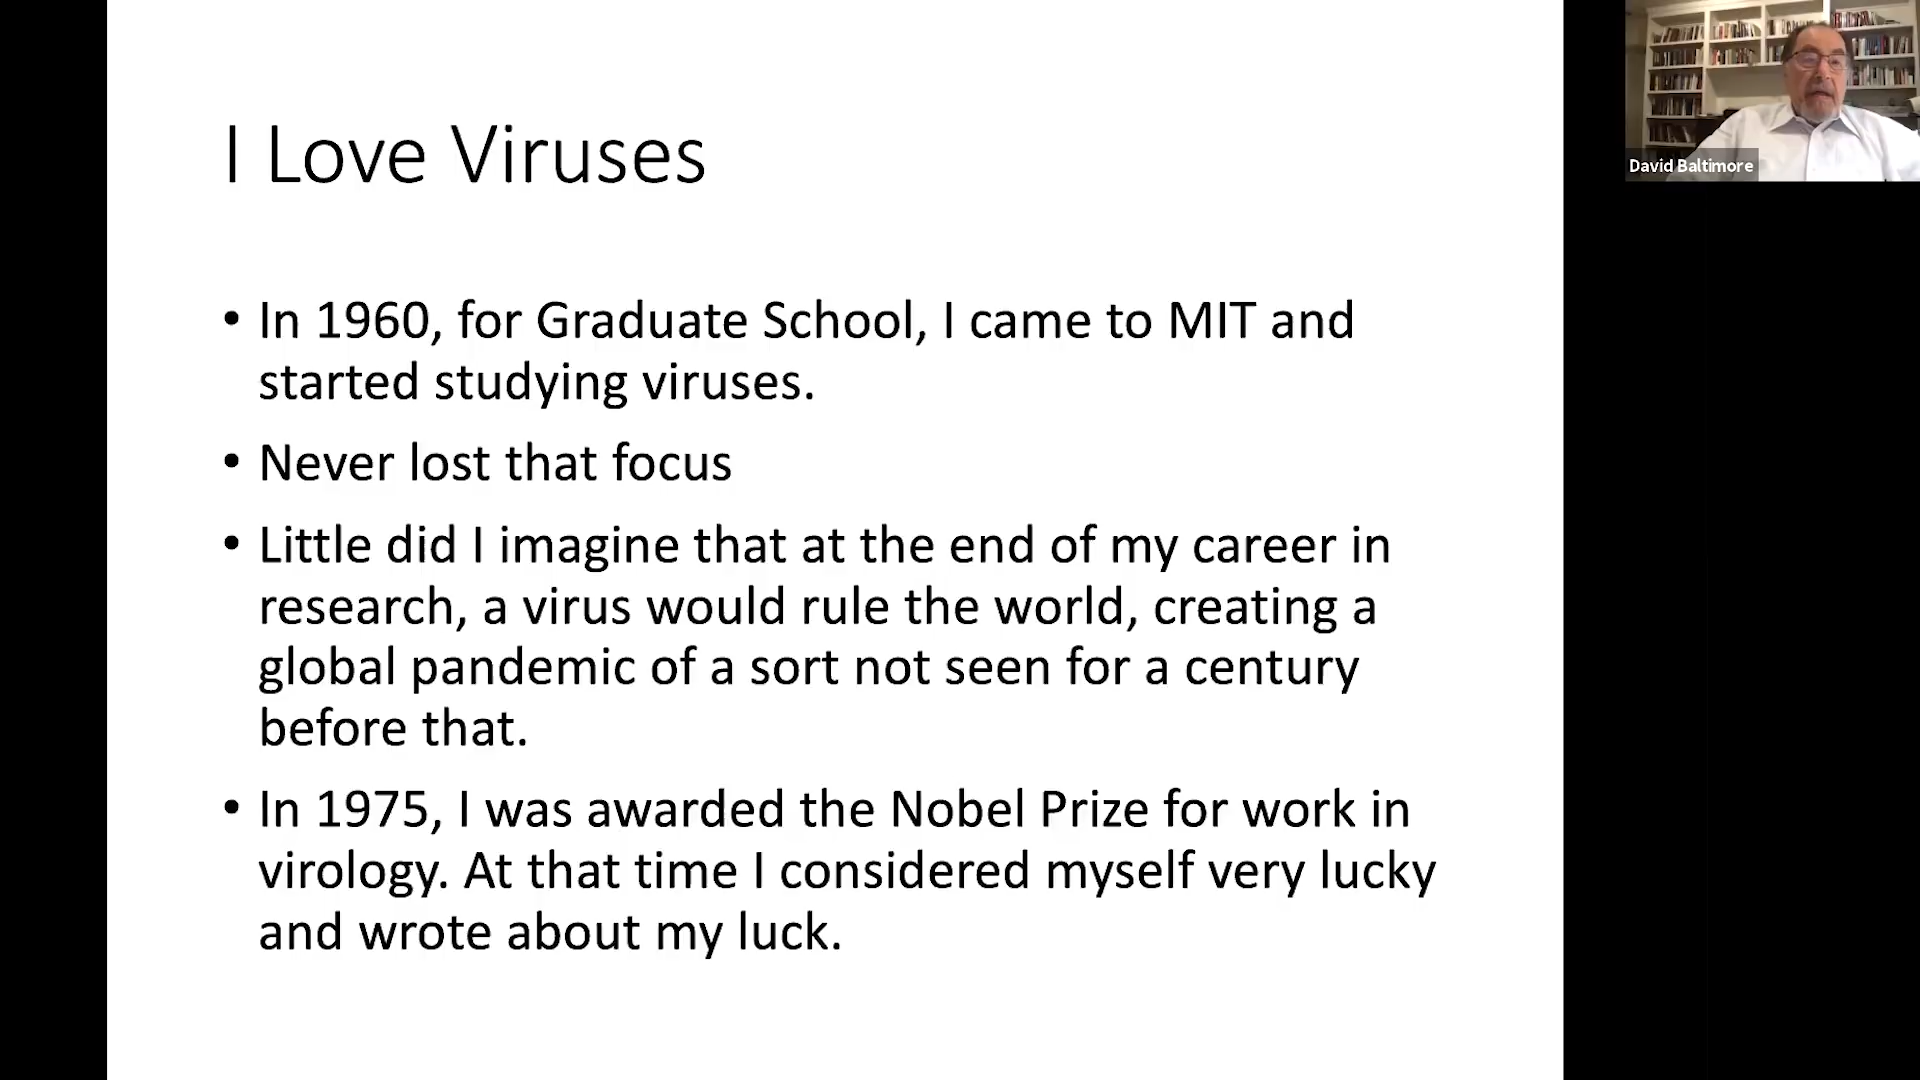 I Love Viruses
• In 1960, for Graduate School, I came to MIT and
started studying viruses.
• Never lost that focus
• Little did I imagine that at the end of my career in
research, a virus would rule the world, creating a
global pandemic of a sort not seen for a century
before that.
• In 1975, I was awarded the Nobel Prize for work in
virology. At that time I considered myself very lucky
and wrote about my luck.
David Baltimore